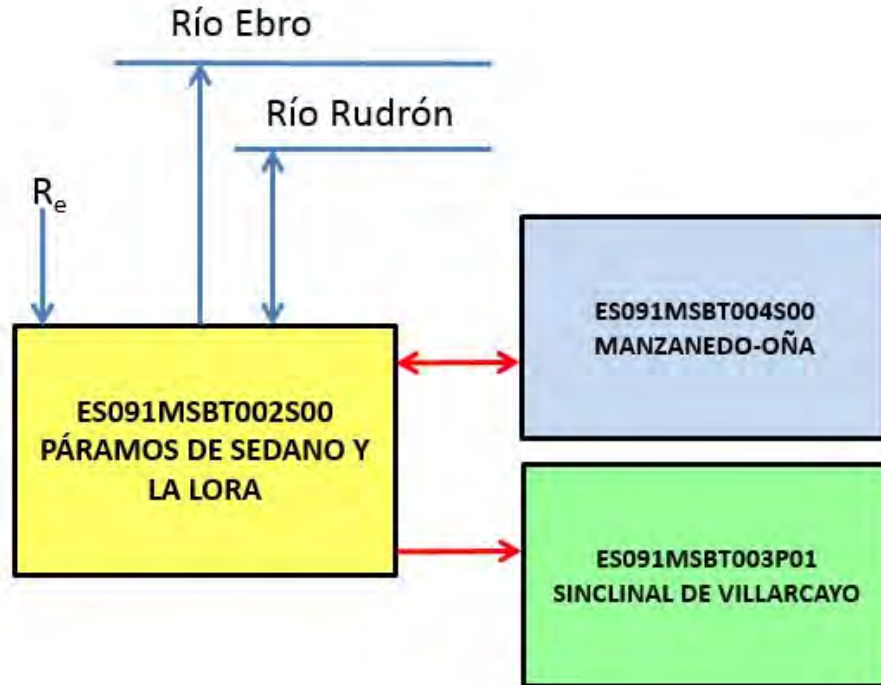 Río Ebro
Río Rudrón
Re
ES091MSBT004S00
MANZANEDO-OÑA
ES091MSBT002S00
PÁRAMOS DE SEDANO Y
LA LORA
ES091MSBT003P01
SINCLINAL DE VILLARCAYO